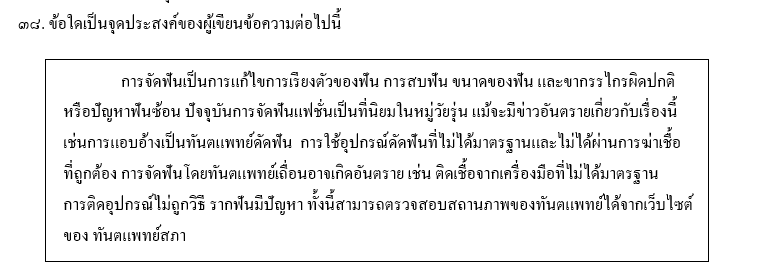 ๓๘. ข้อใดเป็นจุดประสงค์ของผู้เขียนข้อความต่อไปนี้
การจัดฟันเป็นการแก้ไขการเรียงตัวของฟัน การสบฟัน ขนาดของฟัน และขากรรไกรผิดปกติ
หรือปัญหาฟันซ้อน ปัจจุบันการจัดฟันแฟชั่นเป็นที่นิยมในหมู่วัยรุ่น แม้จะมีข่าวอันตรายเกี่ยวกับเรื่องนี้
เช่นการแอบอ้างเป็นทันตแพทย์ดัดฟัน การใช้อุปกรณ์ดัดฟันที่ไม่ได้มาตรฐานและไม่ได้ผ่านการฆ่าเชื้อ
ที่ถูกต้อง การจัดฟันโดยทันตแพทย์เถื่อนอาจเกิดอันตราย เช่น ติดเชื้อจากเครื่องมือที่ไม่ได้มาตรฐาน
การติดอุปกรณ์ไม่ถูกวิธี รากฟันมีปัญหา ทั้งนี้สามารถตรวจสอบสถานภาพของทันตแพทย์ได้จากเว็บไซต์
ของ ทันตแพทย์สภา